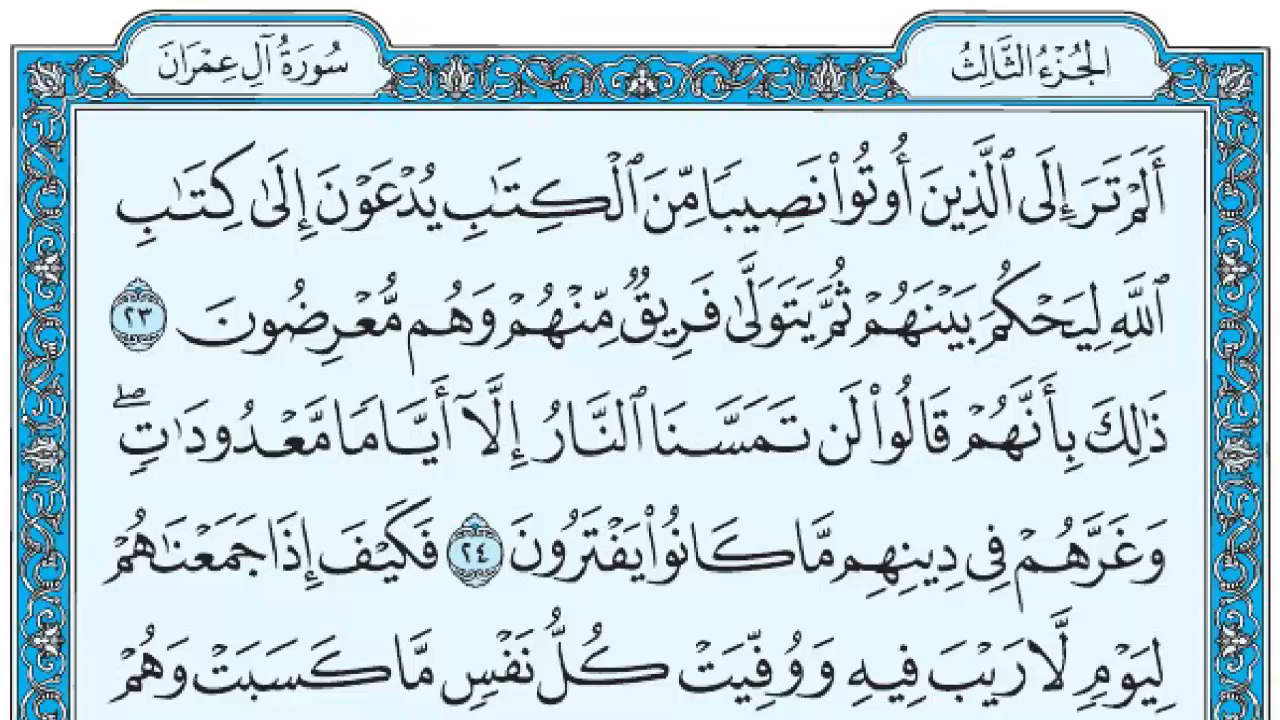 الجُزْءُ الثَّالِثُ
سُورَةُ آلِ عِمْرَانَ
أَلَمْ تَرَ إِلَى ٱلَّذِينَ أُوتُوا۟ نَصِيبًا مِّنَ ٱلْكِتَـٰبِ يُدْعَوْنَ إِلَىٰ كِتَـٰبِ
ٱللَّهِ لِيَحْكُمَ بَيْنَهُمْ ثُمَّ يَتَوَلَّىٰ فَرِيقٌ مِّنْهُمْ وَهُم مُّعْرِضُونَ ٢٣
ذَٰلِكَ بِأَنَّهُمْ قَالُوا۟ لَن تَمَسَّنَا ٱلنَّارُ إِلَّآ أَيَّامًا مَّعْدُودَٰتٍ ۖ
وَغَرَّهُمْ فِى دِينِهِم مَّا كَانُوا۟ يَفْتَرُونَ ٢٤ فَكَيْفَ إِذَا جَمَعْنَـٰهُمْ
لِيَوْمٍ لَّا رَيْبَ فِيهِ وَوُفِّيَتْ كُلُّ نَفْسٍ مَّا كَسَبَتْ وَهُمْ